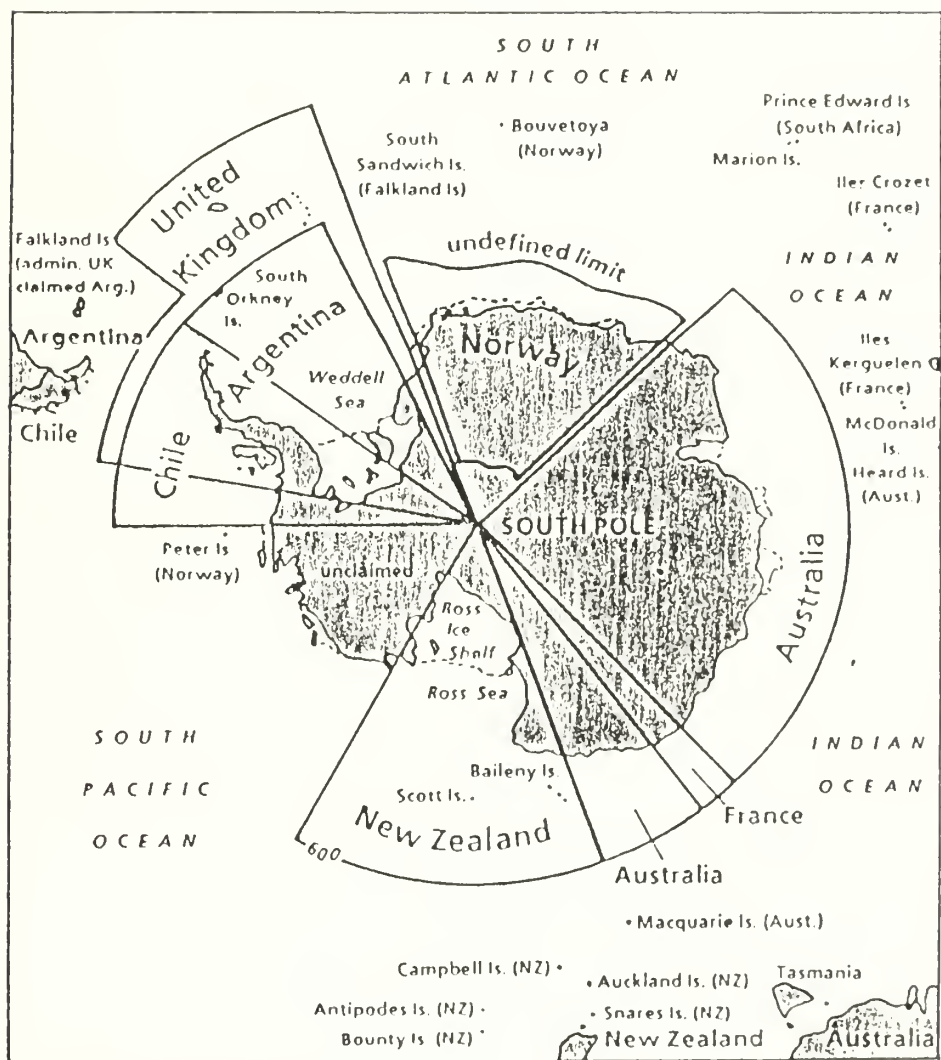 SOUTH
ATLANTIC OCEAN
Prince Edward Is
(South Africa)
Marion Is.
• Bouvetoya
(Norway)
South
Sandwich Is.
(Falkland Is)
Iler Crozet
(France)
United
Kingdom
undefined limit
INDIAN
OCEAN
Falkland Is
(admin. UK
claimed Arg.)
South
Orkney
Is.
Argentina
Argentina
Norway
Weddell
Sea
Iles
Kerguelen
(France)
McDonald
Is.
Heard Is.
(Aust.)
Chile
Chile
SOUTH POLE
Peter Is
(Norway)
unclaimed
Australia
Ross
Ice
Shelf
Ross Sea
SOUTH
PACIFIC
OCEAN
INDIAN
OCEAN
Baileny Is.
Scott Is.
New Zealand
600
France
Australia
• Macquarie Is. (Aust.)
Campbell Is. (NZ) •
• Auckland Is. (NZ)
Tasmania
Antipodes Is. (NZ) •
• Snares Is. (NZ)
Bounty Is (NZ)
New Zealand
Australia